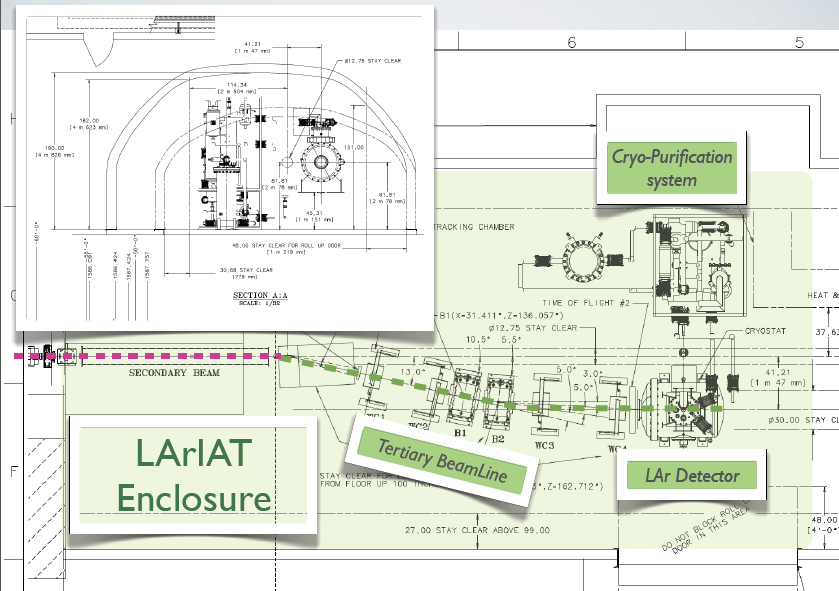 6
5
41,21
[1 m 47 mm]
Ø12.75 STAY CLEAR
114,34
[2 m 904 mm]
182.00
[4 m 623 mm]
190.00
[4 m 826 mm]
151.00
81,81
[2 m 78 mm]
81,81
[2 m 78 mm]
45,31
[1 m 151 mm]
48,00 STAY CLEAR FOR ROLL UP DOOR
[1 m 219 mm]
30,68 STAY CLEAR
[779 mm]
SECTION A:A
SCALE: 1/82
Cryo-Purification
system
TRACKING CHAMBER
TIME OF FLIGHT #2
B1(X=31.411",Z=136.057")
Ø12.75 STAY CLEAR
CRYOSTAT
HEAT &
37.63
10.5° 5.5°
13.0°
5.0° 3.0°
5.0°
41,21
[1 m 47 mm]
SECONDARY BEAM
WC1
WC2
B1
B2
WC3
WC4
Ø30.00 STAY CL
LArIAT
Enclosure
Tertiary BeamLine
LAr Detector
STAY CLEAR FOR
FROM FLOOR UP 100 INC
,Z=162.712")
27.00 STAY CLEAR ABOVE 99.00
DO NOT BLOCK ROLL U
DOOR IN THIS AREA
48.00
[4'-0"
F